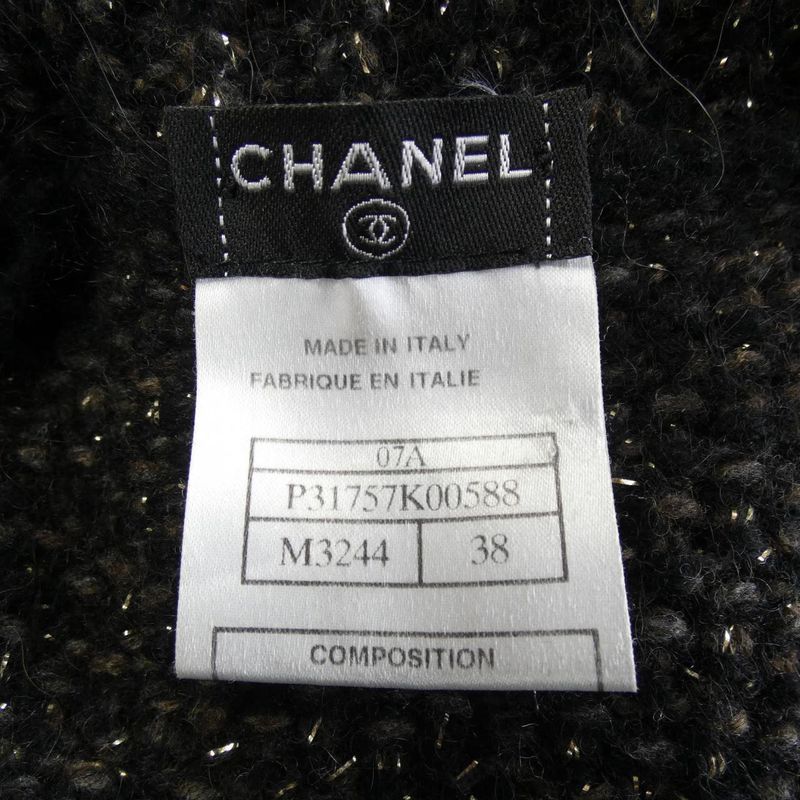 CHANEL
MADE IN ITALY
FABRIQUE EN ITALIE
07A
P31757K00588
M3244 38
COMPOSITION